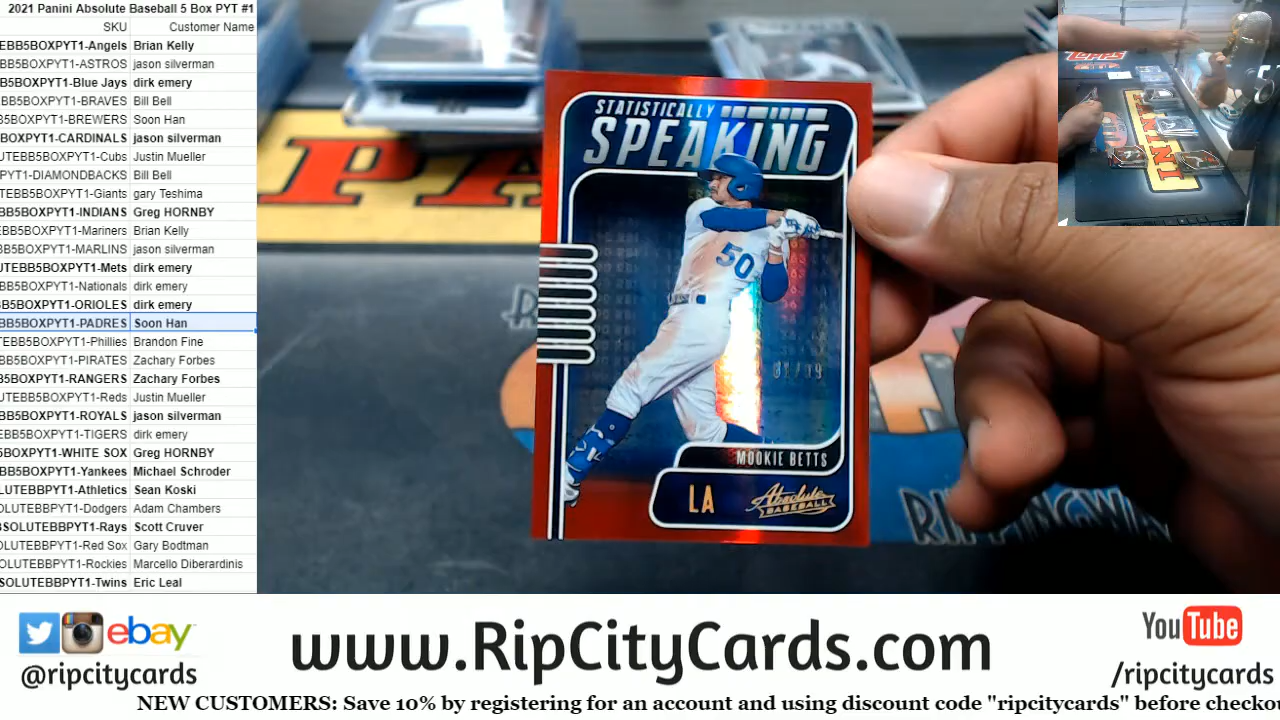 2021 Panini Absolute Baseball 5 Box PYT #1
SKU Customer Name
EBB5BOXPYT1-Angels Brian Kelly
EBB5BOXPYT1-ASTROS jason silverman
EBB5BOXPYT1-Blue Jays dirk emery
EBB5BOXPYT1-BRAVES Bill Bell
B5BOXPYT1-BREWERS Soon Han
BOXPYT1-CARDINALS jason silverman
UTEBB5BOXPYT1-Cubs Justin Mueller
PYT1-DIAMONDBACKS Bill Bell
TEBB5BOXPYT1-Giants gary Teshima
BB5BOXPYT1-INDIANS Greg HORNBY
BB5BOXPYT1-Mariners Brian Kelly
BB5BOXPYT1-MARLINS jason silverman
UTEBB5BOXPYT1-Mets dirk emery
BB5BOXPYT1-Nationals dirk emery
B5BOXPYT1-ORIOLES dirk emery
BB5BOXPYT1-PADRES Soon Han
EBB5BOXPYT1-Phillies Brandon Fine
BB5BOXPYT1-PIRATES Zachary Forbes
B5BOXPYT1-RANGERS Zachary Forbes
UTEBB5BOXPYT1-Reds Justin Mueller
BB5BOXPYT1-ROYALS jason silverman
EBB5BOXPYT1-TIGERS dirk emery
5BOXPYT1-WHITE SOX Greg HORNBY
BB5BOXPYT1-Yankees Michael Schroder
LUTEBBPYT1-Athletics Sean Koski
OLUTEBBPYT1-Dodgers Adam Chambers
BSOLUTEBBPYT1-Rays Scott Cruver
OLUTEBBPYT1-Red Sox Gary Bodtman
OLUTEBBPYT1-Rockies Marcello Diberardinis
SOLUTEBBPYT1-Twins Eric Leal
STATISTICALLY
SPEAKING
50
MOOKIE BETTS
LA
Absolute
BASEBALL
PA
RIPPINGWA
TOPPS
ebay
www.RipCityCards.com
YouTube
@ripcitycards
/ripcitycards
NEW CUSTOMERS: Save 10% by registering for an account and using discount code "ripcitycards" before checkou